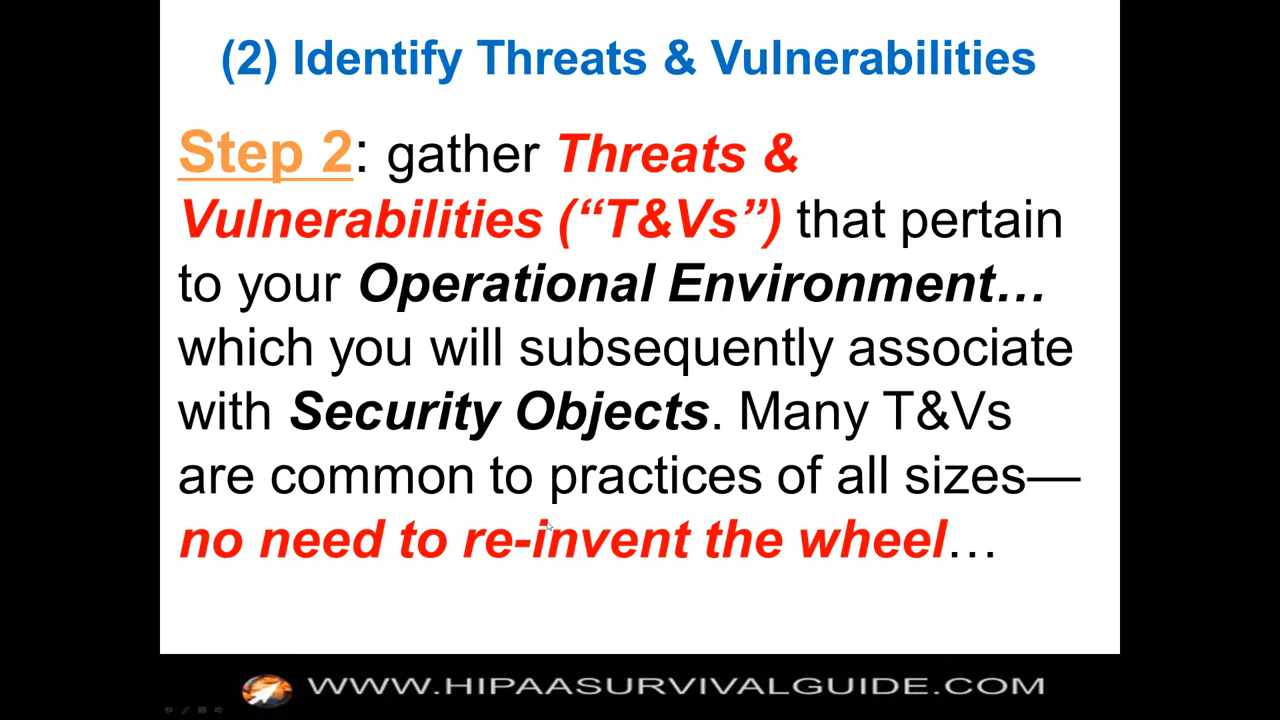 (2) Identify Threats & Vulnerabilities
Step 2: gather Threats &
Vulnerabilities (“T&Vs”) that pertain
to your Operational Environment…
which you will subsequently associate
with Security Objects. Many T&Vs
are common to practices of all sizes—
no need to re-invent the wheel…
WWW.HIPAASURVIVALGUIDE.COM